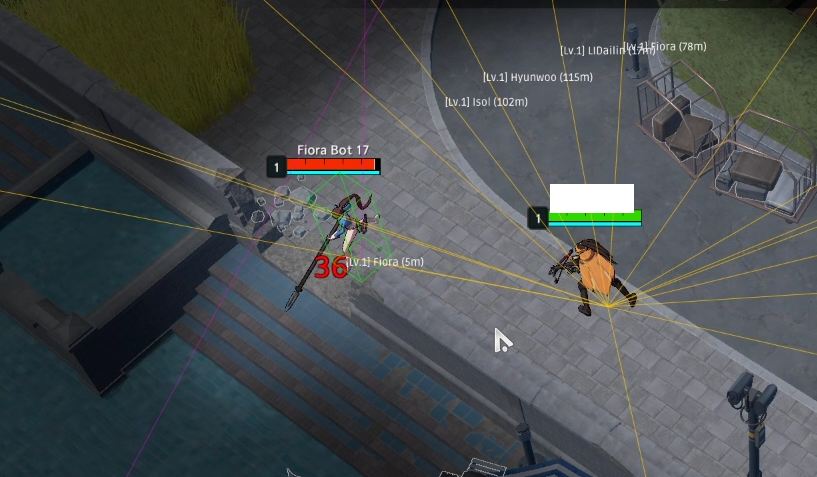 [Lv.1] LIDailin (17m)
[Lv.1] Fiora (78m)
[Lv.1] Hyunwoo (115m)
[Lv.1] Isol (102m)
Fiora Bot 17
1
1
36
[Lv.1] Fiora (5m)